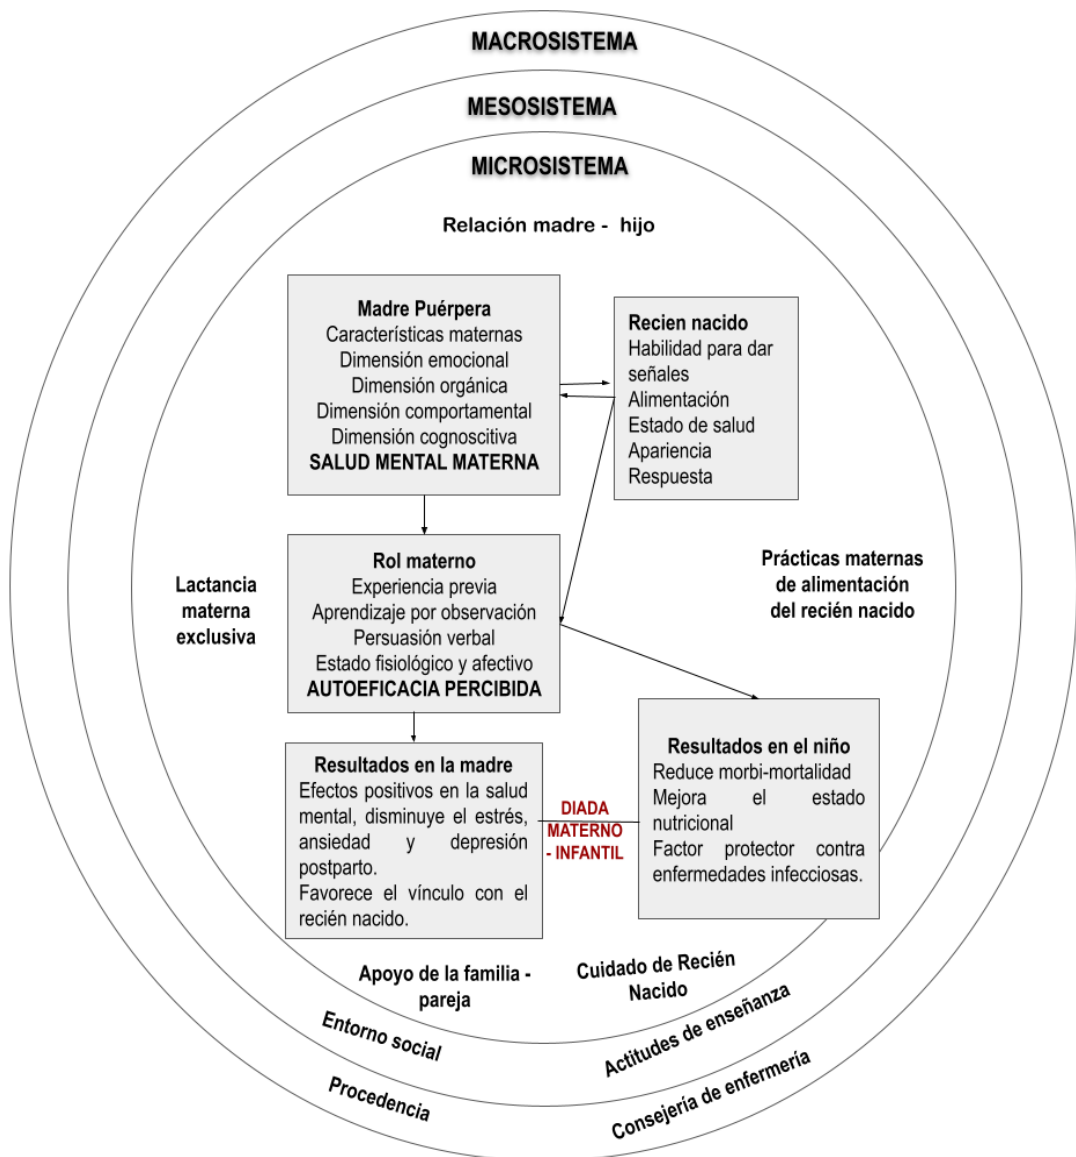 MACROSISTEMA
MESOSISTEMA
MICROSISTEMA
Relación madre - hijo
Madre Puérpera
Características maternas
Dimensión emocional
Dimensión orgánica
Dimensión comportamental
Dimensión cognoscitiva
SALUD MENTAL MATERNA
Recien nacido
Habilidad para dar
señales
Alimentación
Estado de salud
Apariencia
Respuesta
Lactancia
materna
exclusiva
Rol materno
Experiencia previa
Aprendizaje por observación
Persuasión verbal
Estado fisiológico y afectivo
AUTOEFICACIA PERCIBIDA
Prácticas maternas
de alimentación
del recién nacido
Resultados en la madre
Efectos positivos en la salud
mental, disminuye el estrés,
ansiedad y depresión
postparto.
Favorece el vínculo con el
recién nacido.
DIADA
MATERNO
- INFANTIL
Resultados en el niño
Reduce morbi-mortalidad
Mejora el estado
nutricional
Factor protector contra
enfermedades infecciosas.
Apoyo de la familia -
pareja
Cuidado de Recién
Nacido
Entorno social
Actitudes de enseñanza
Procedencia
Consejería de enfermería